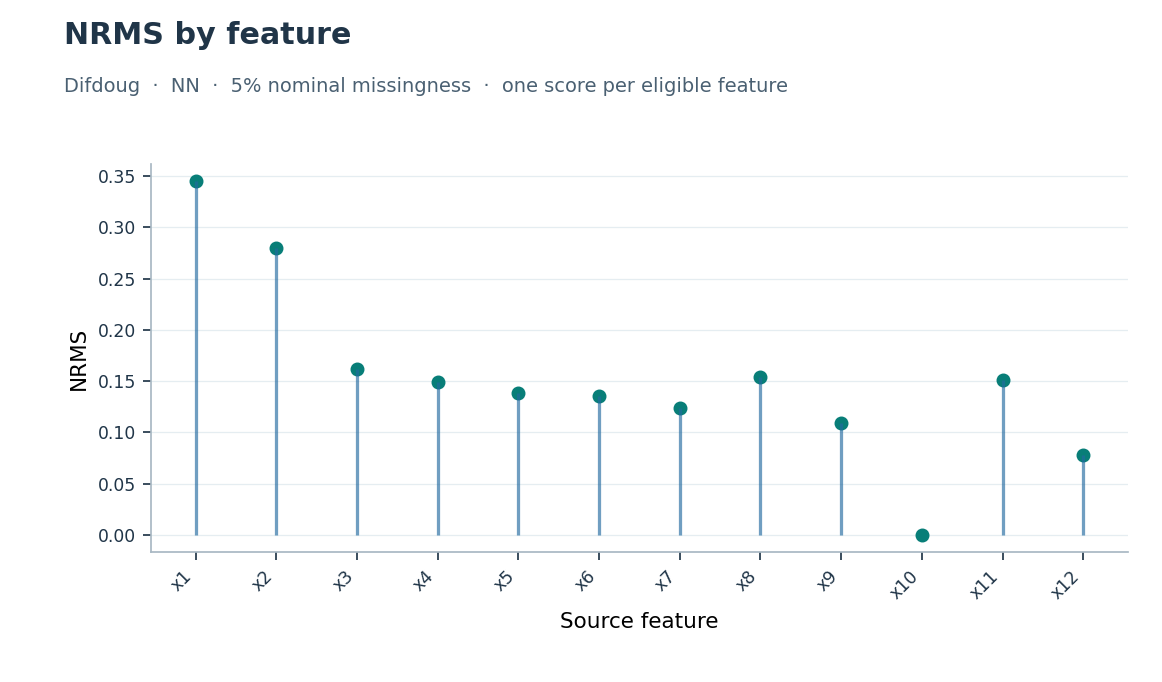 NRMS by feature
Difdoug · NN · 5% nominal missingness · one score per eligible feature
NRMS
0.35
0.30
0.25
0.20
0.15
0.10
0.05
0.00
x1 x2 x3 x4 x5 x6 x7 x8 x9 x10 x11 x12
Source feature